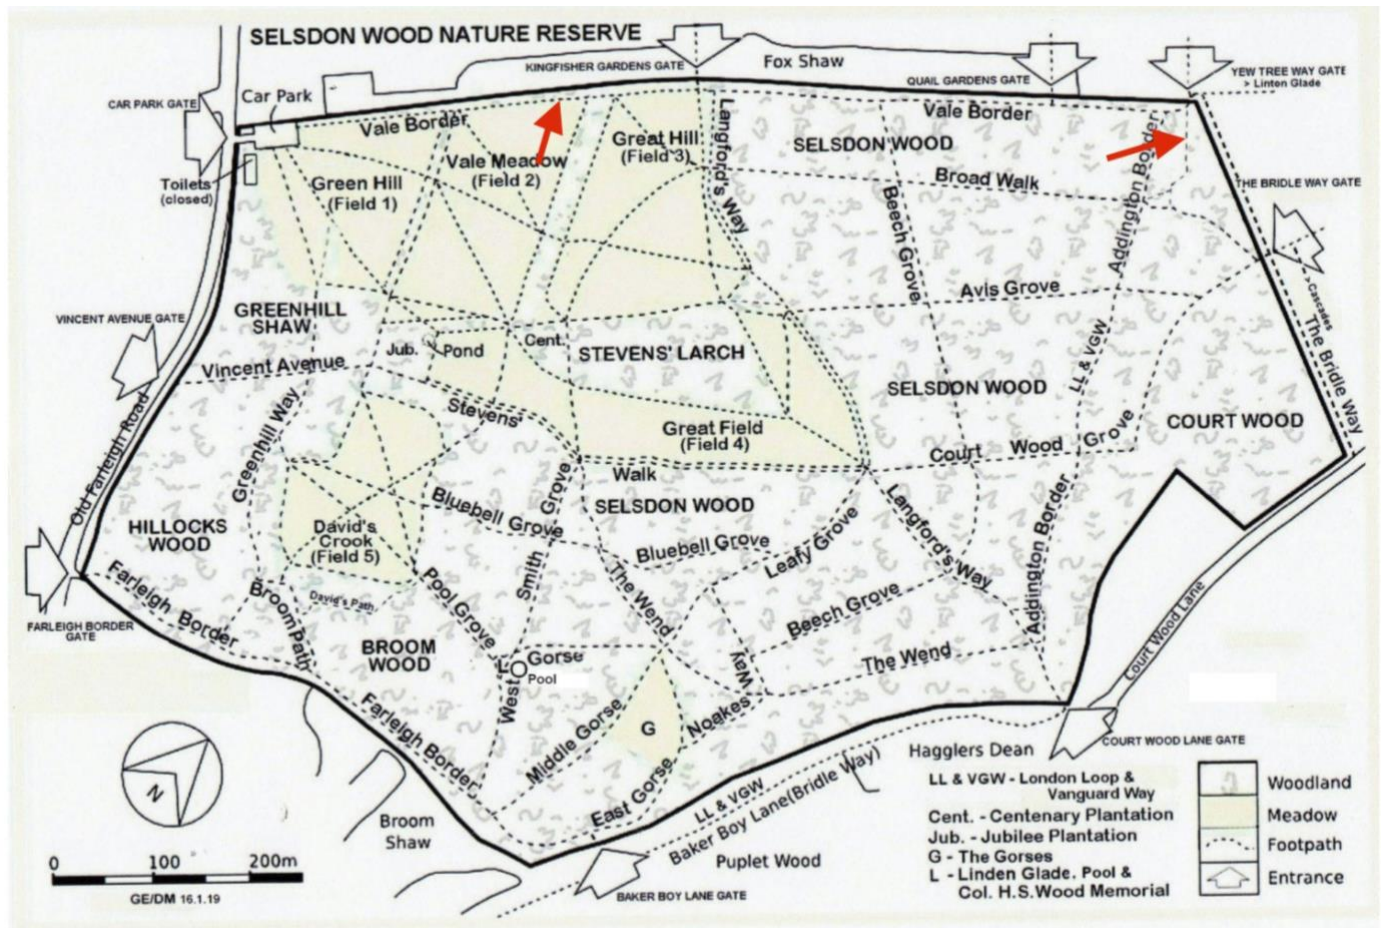 SELSDON WOOD NATURE RESERVE
KINGFISHER GARDENS GATE
Fox Shaw
QUAIL GARDENS GATE
YEW TREE WAY GATE
> Linton Glade
CAR PARK GATE
Car Park
Vale Border
Vale Border
Langford's Way
SELSDON WOOD
Great Hill
(Field 3)
Vale Meadow
(Field 2)
Green Hill
(Field 1)
Toilets
(closed)
Broad Walk
Beech Grove
Addington Border
THE BRIDLE WAY GATE
Cascades
The Bridle Way
Avis Grove
LL & VGW
VINCENT AVENUE GATE
GREENHILL
SHAW
Vincent Avenue
Jub.
Pond
Cent.
STEVENS' LARCH
SELSDON WOOD
COURT WOOD
Old Farleigh Road
Greenhill Way
Stevens'
Walk
Great Field
(Field 4)
Court Wood Grove
HILLOCKS
WOOD
David's
Crook
(Field 5)
Bluebell Grove
Smith Grove
SELSDON WOOD
Bluebell Grove
Leafy Grove
Langford's Way
Addington Border
FARLEIGH BORDER
GATE
Farleigh Border
Broom Path
David's Path
Pool Grove
The Wend
Beech Grove
The Wend
Court Wood Lane
BROOM
WOOD
L
Gorse
Pool
West
Middle Gorse
G
Noakes Way
East Gorse
Farleigh Border
N
Broom
Shaw
LL & VGW
Baker Boy Lane(Bridle Way)
Puplet Wood
BAKER BOY LANE GATE
Hagglers Dean
COURT WOOD LANE GATE
LL & VGW - London Loop &
Vanguard Way
Cent. - Centenary Plantation
Jub. - Jubilee Plantation
G - The Gorses
L - Linden Glade. Pool &
Col. H.S.Wood Memorial
Woodland
Meadow
Footpath
Entrance
0 100 200m
GE/DM 16.1.19